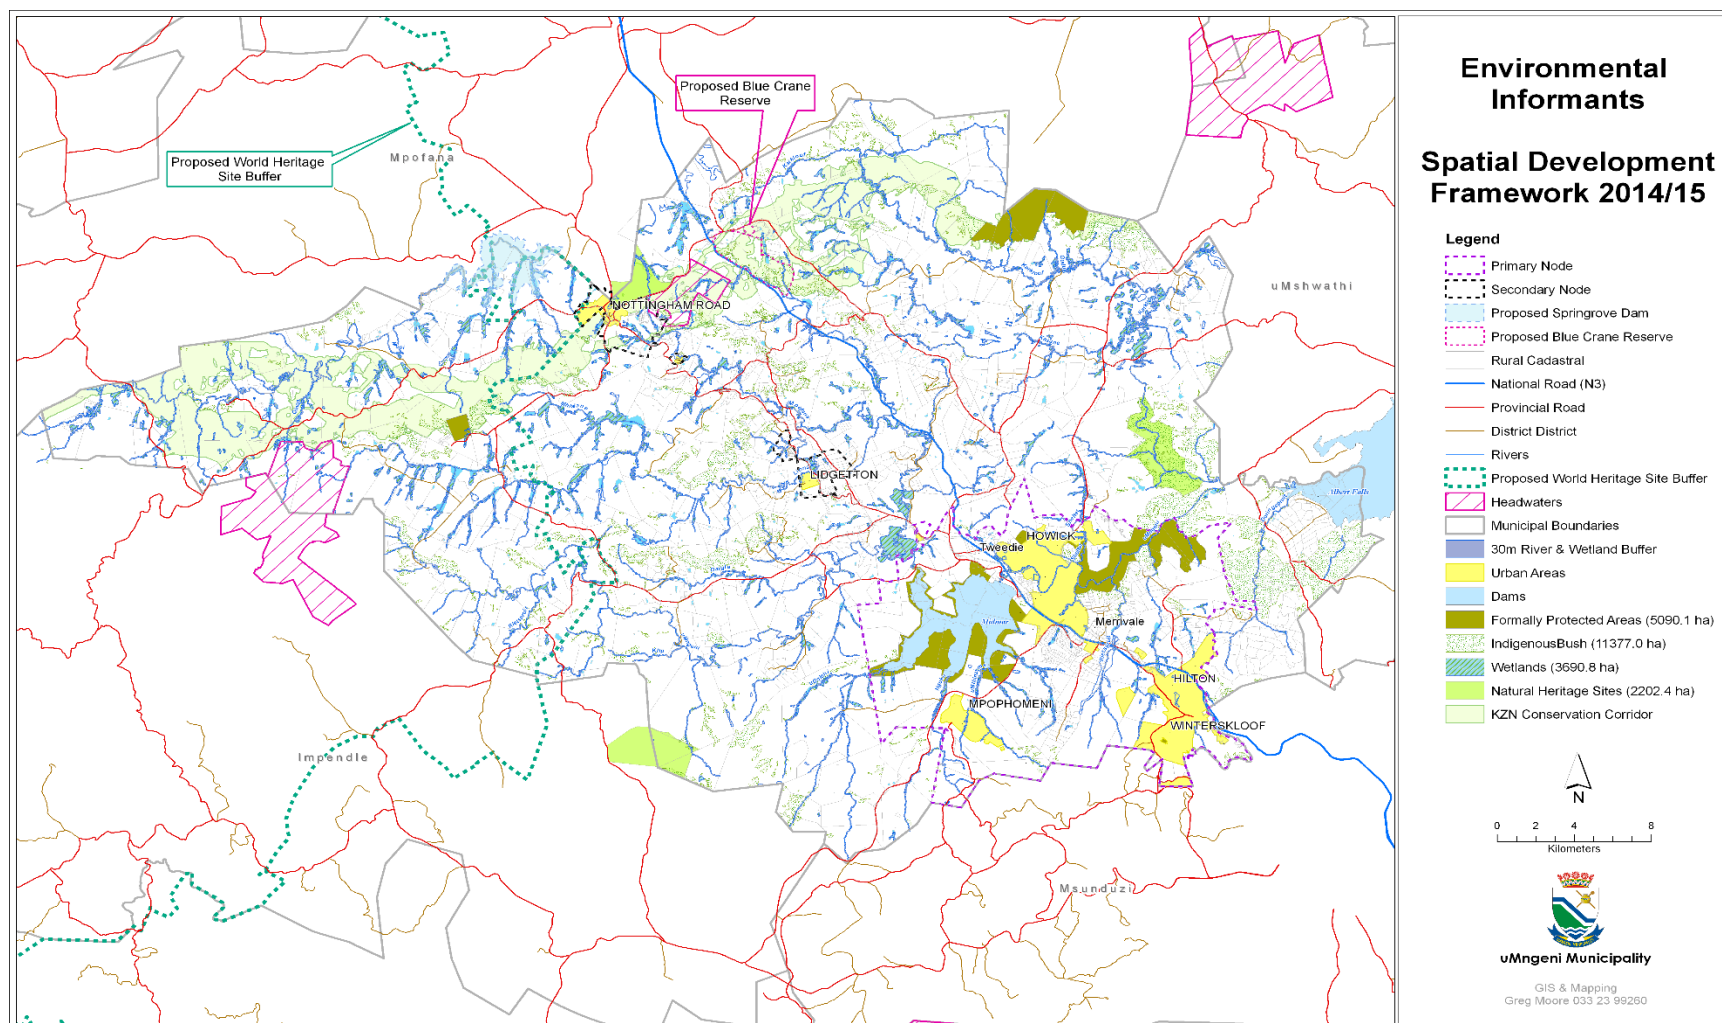 Proposed Blue Crane
Reserve
Proposed World Heritage
Site Buffer
Mpofana
uMshwathi
NOTTINGHAM ROAD
LIDGETTON
Albert Falls
HOWICK
Tweedie
Midmar
Merrivale
HILTON
MPOPHOMENI
WINTERSKLOOF
Impendle
Msunduzi
Environmental
Informants
Spatial Development
Framework 2014/15
Legend
Primary Node
Secondary Node
Proposed Springrove Dam
Proposed Blue Crane Reserve
Rural Cadastral
National Road (N3)
Provincial Road
District District
Rivers
Proposed World Heritage Site Buffer
Headwaters
Municipal Boundaries
30m River & Wetland Buffer
Urban Areas
Dams
Formally Protected Areas (5090.1 ha)
IndigenousBush (11377.0 ha)
Wetlands (3690.8 ha)
Natural Heritage Sites (2202.4 ha)
KZN Conservation Corridor
N
0 2 4 8
Kilometers
uMngeni Municipality
GIS & Mapping
Greg Moore 033 23 99260